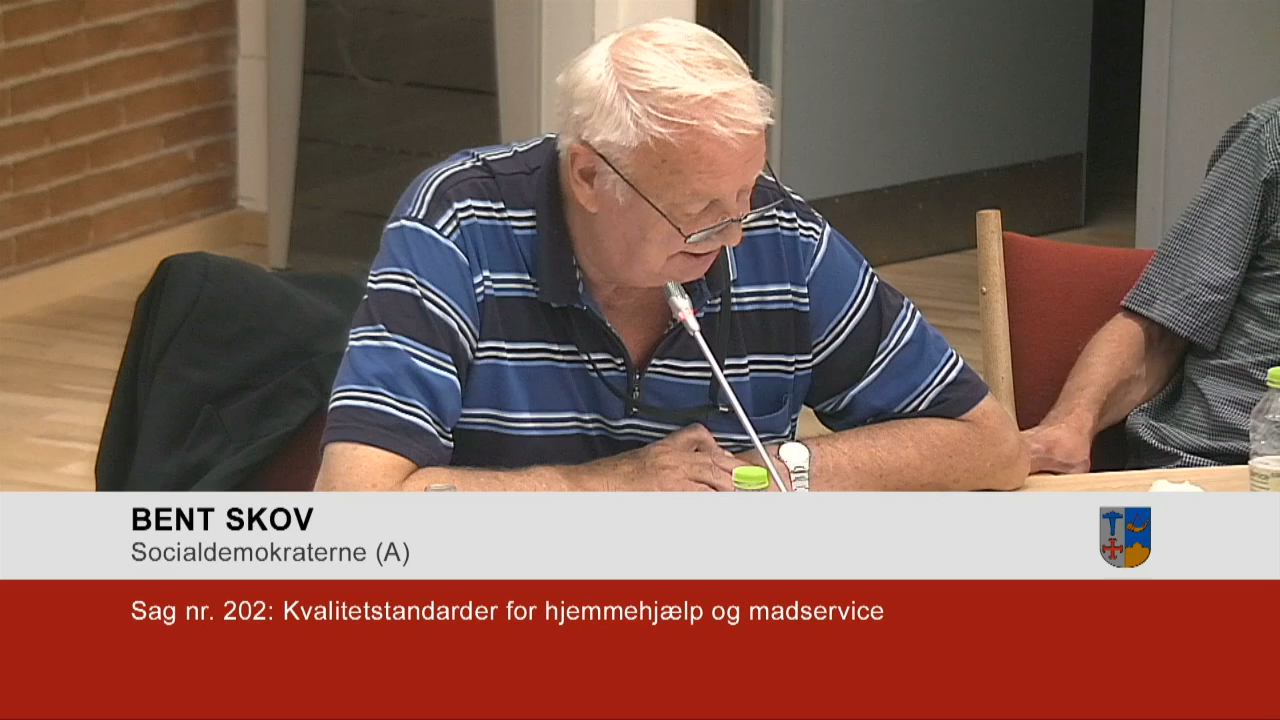 BENT SKOV
Socialdemokraterne (A)
Sag nr. 202: Kvalitetstandarder for hjemmehjælp og madservice